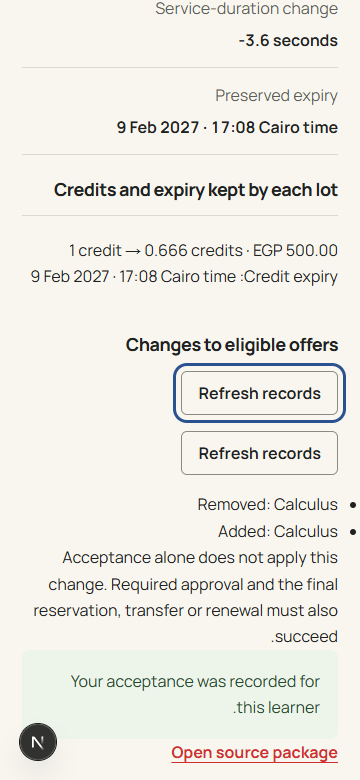 Service-duration change
-3.6 seconds
Preserved expiry
9 Feb 2027 · 17:08 Cairo time
Credits and expiry kept by each lot
1 credit → 0.666 credits · EGP 500.00
9 Feb 2027 · 17:08 Cairo time :Credit expiry
Changes to eligible offers
Refresh records
Refresh records
Removed: Calculus
Added: Calculus
Acceptance alone does not apply this
change. Required approval and the final
reservation, transfer or renewal must also
.succeed
Your acceptance was recorded for
.this learner
N
Open source package